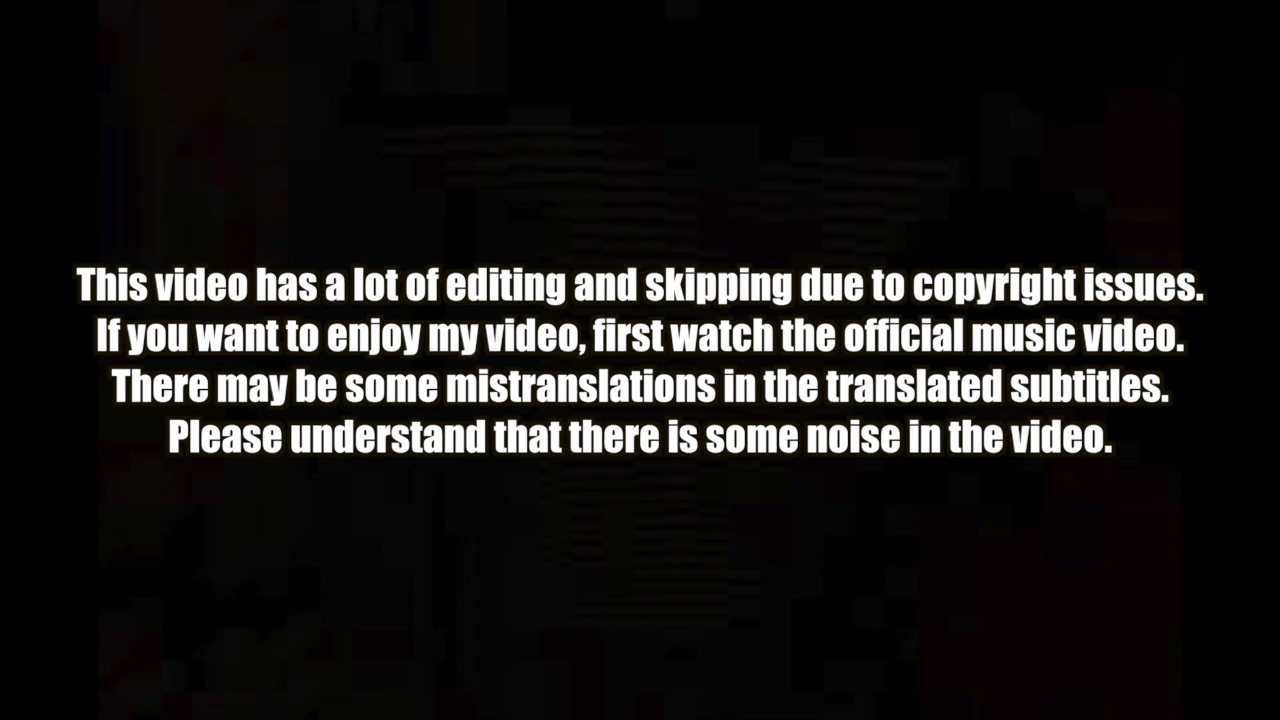 This video has a lot of editing and skipping due to copyright issues.
If you want to enjoy my video, first watch the official music video.
There may be some mistranslations in the translated subtitles.
Please understand that there is some noise in the video.